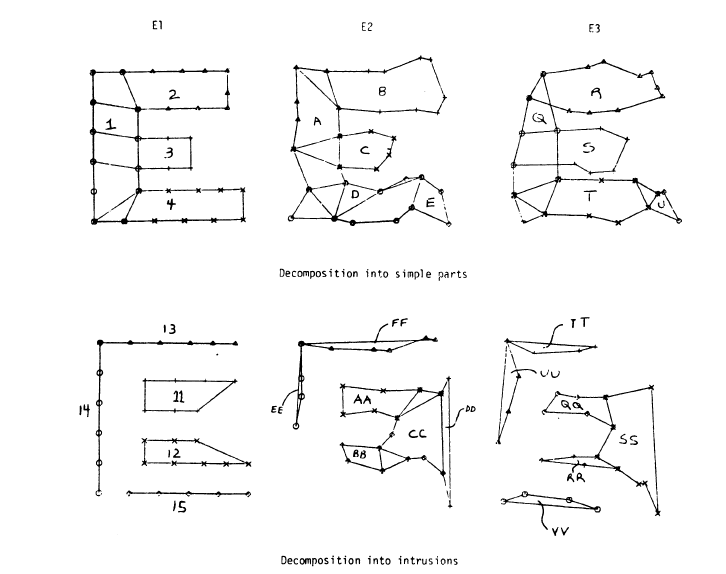 E1 E2 E3
2 B R
1 A Q
3 C S
4 D E T U
Decomposition into simple parts
13 FF TT
UU
14 11 EE AA DD QQ
12 BB CC RR SS
15 VV
Decomposition into intrusions